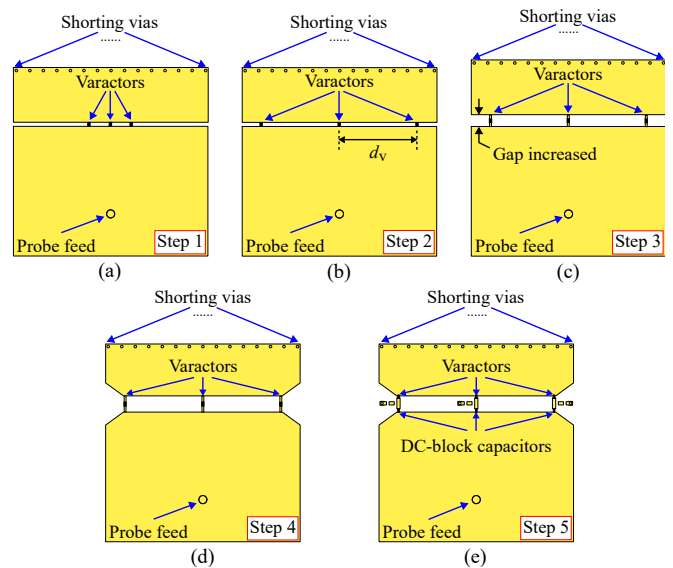 Shorting vias
......
Varactors
Probe feed
Step 1
(a)
Shorting vias
......
Varactors
dv
Probe feed
Step 2
(b)
Shorting vias
......
Varactors
Gap increased
Probe feed
Step 3
(c)
Shorting vias
......
Varactors
Probe feed
Step 4
(d)
Shorting vias
......
Varactors
DC-block capacitors
Probe feed
Step 5
(e)